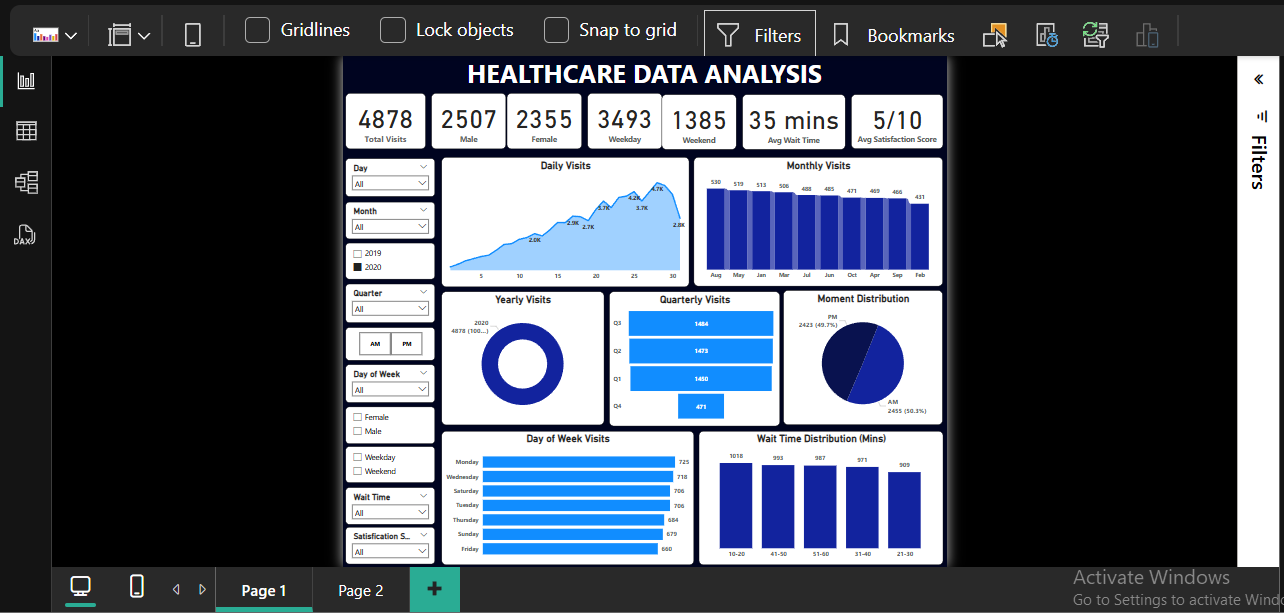 Gridlines
Lock objects
Snap to grid
Filters
Bookmarks
HEALTHCARE DATA ANALYSIS
4878
Total Visits
2507
Male
2355
Female
3493
Weekday
1385
Weekend
35 mins
Avg Wait Time
5/10
Avg Satisfaction Score
Filters
DAX
Day
All
Month
All
2019
2020
Quarter
All
AM
PM
Day of Week
All
Female
Male
Weekday
Weekend
Wait Time
All
Satisfication S...
All
Daily Visits
2.0K
2.9K
2.7K
3.7K
4.2K
3.7K
4.7K
2.8K
5 10 15 20 25 30
Monthly Visits
530 519 513 506 488 485 471 469 466 431
Aug May Jan Mar Jul Jun Oct Apr Sep Feb
Yearly Visits
2020
4878 (100...)
Quarterly Visits
Q3 1484
Q2 1473
Q1 1450
Q4 471
Moment Distribution
PM
2423 (49.7%)
AM
2455 (50.3%)
Day of Week Visits
Monday 725
Wednesday 718
Saturday 706
Tuesday 706
Thursday 684
Sunday 679
Friday 660
Wait Time Distribution (Mins)
1018 993 987 971 909
10-20 41-50 51-60 31-40 21-30
Page 1
Page 2
Activate Windows
Go to Settings to activate Wind